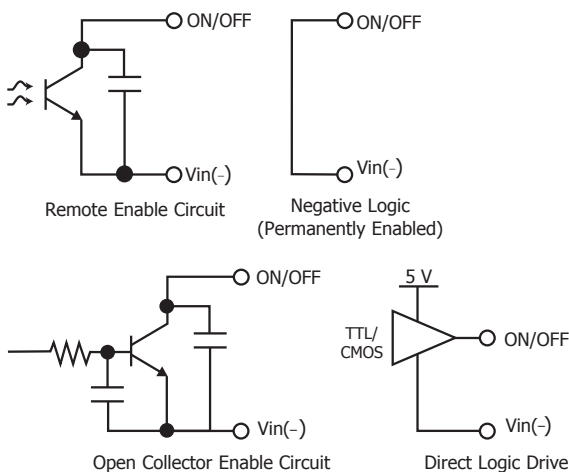 ON/OFF
Vin(–)
Remote Enable Circuit
ON/OFF
Vin(–)
Negative Logic
(Permanently Enabled)
ON/OFF
Vin(–)
Open Collector Enable Circuit
5 V
TTL/
CMOS
ON/OFF
Vin(–)
Direct Logic Drive